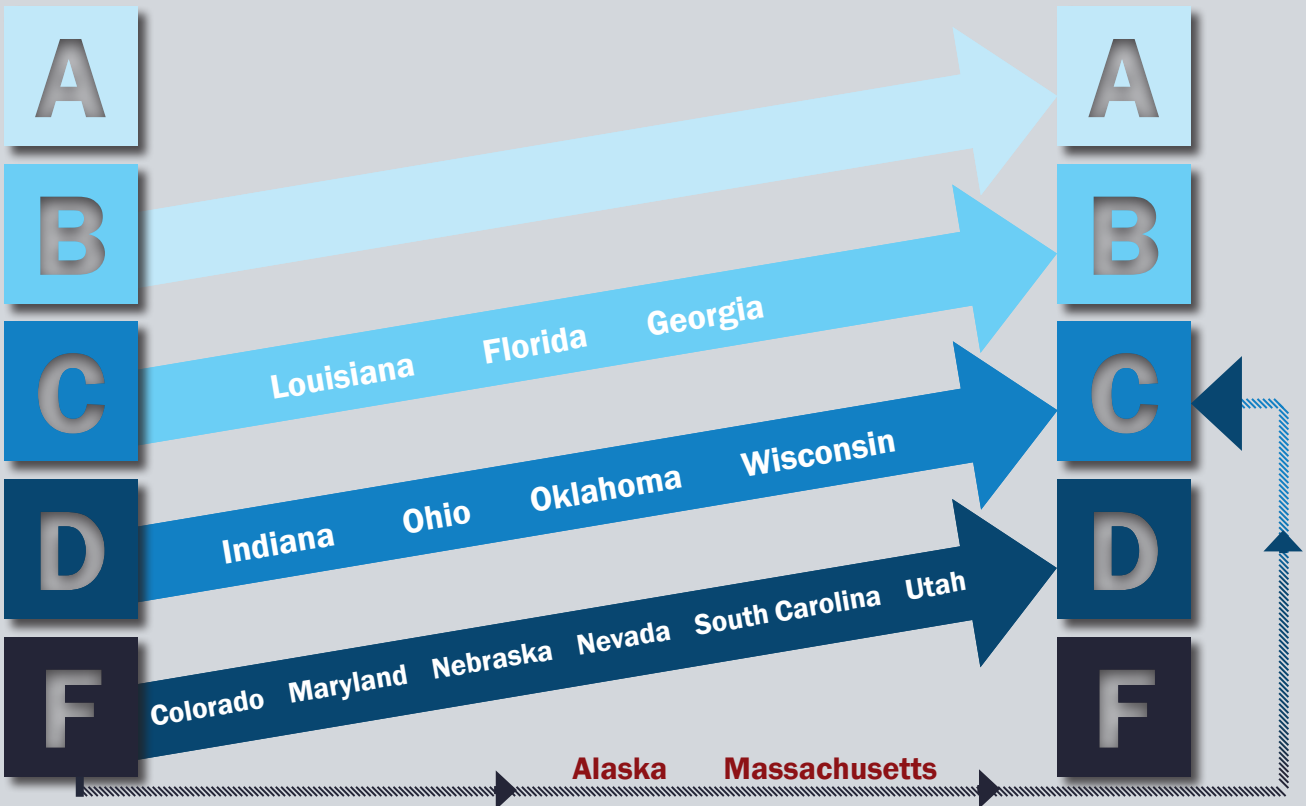 A A
B B
Louisiana Florida Georgia
C C
Indiana Ohio Oklahoma Wisconsin
D D
Colorado Maryland Nebraska Nevada South Carolina Utah
F F
Alaska Massachusetts